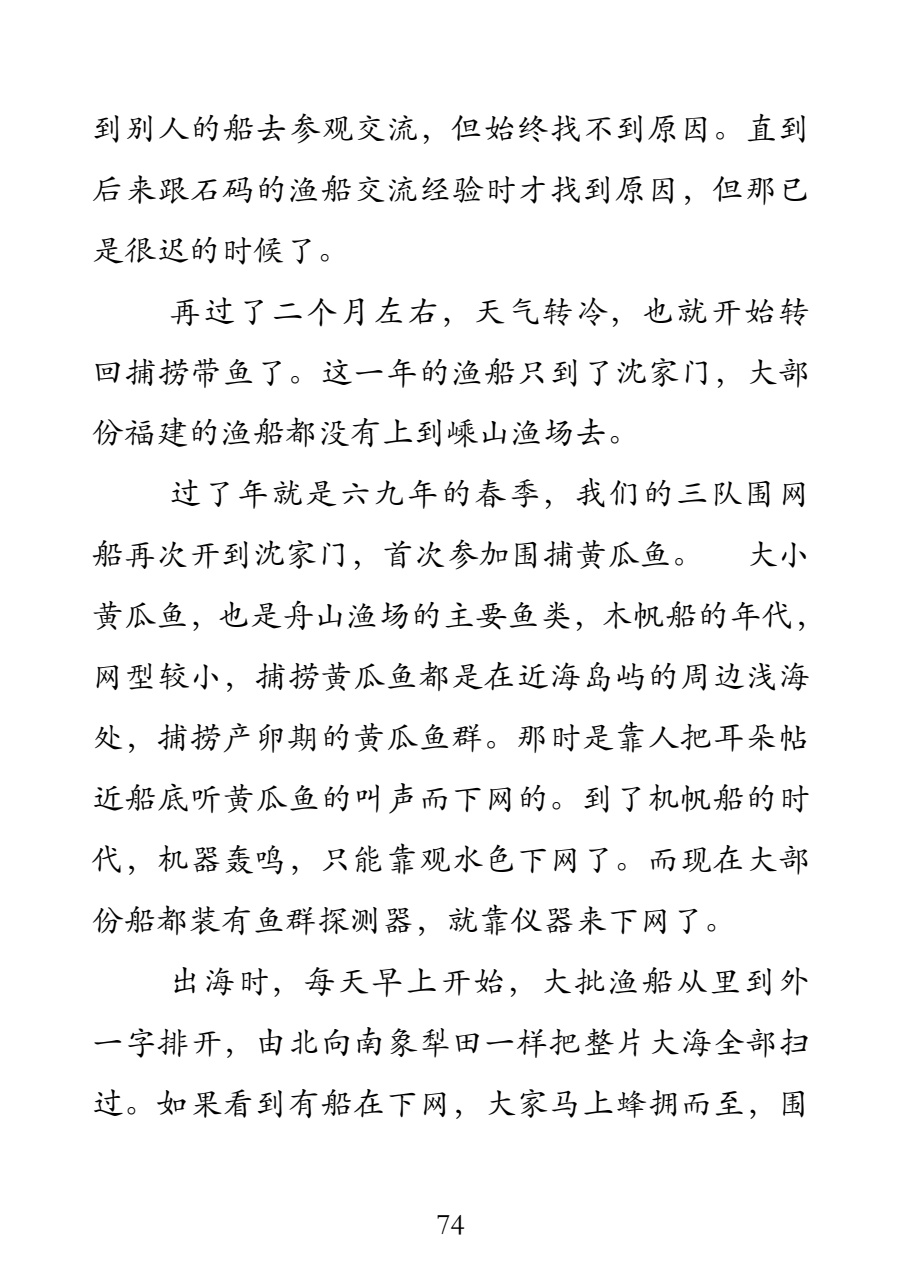 到别人的船去参观交流，但始终找不到原因。直到
后来跟石码的渔船交流经验时才找到原因，但那已
是很迟的时候了。
再过了二个月左右，天气转冷，也就开始转
回捕捞带鱼了。这一年的渔船只到了沈家门，大部
份福建的渔船都没有上到嵊山渔场去。
过了年就是六九年的春季，我们的三队围网
船再次开到沈家门，首次参加围捕黄瓜鱼。 大小
黄瓜鱼，也是舟山渔场的主要鱼类，木帆船的年代，
网型较小，捕捞黄瓜鱼都是在近海岛屿的周边浅海
处，捕捞产卵期的黄瓜鱼群。那时是靠人把耳朵帖
近船底听黄瓜鱼的叫声而下网的。到了机帆船的时
代，机器轰鸣，只能靠观水色下网了。而现在大部
份船都装有鱼群探测器，就靠仪器来下网了。
出海时，每天早上开始，大批渔船从里到外
一字排开，由北向南象犁田一样把整片大海全部扫
过。如果看到有船在下网，大家马上蜂拥而至，围
74